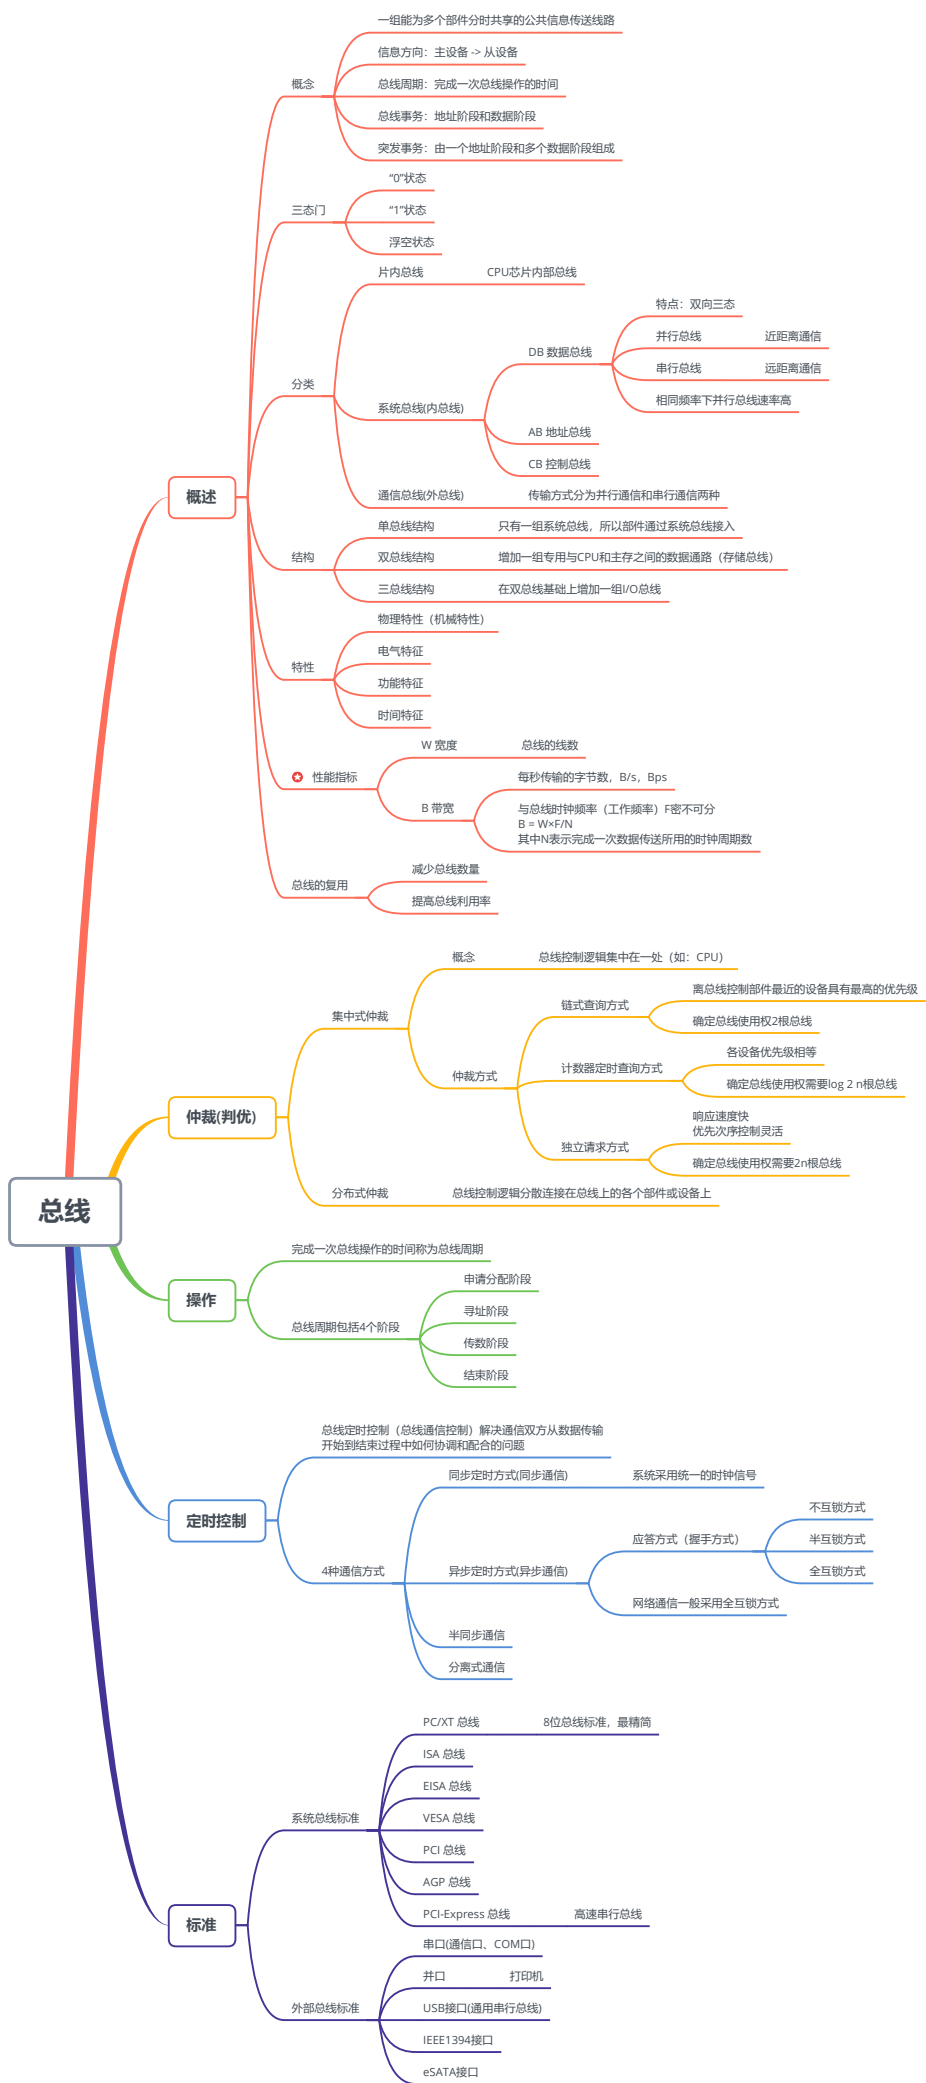 总线
概述
概念
一组能为多个部件分时共享的公共信息传送线路
信息方向：主设备 -> 从设备
总线周期：完成一次总线操作的时间
总线事务：地址阶段和数据阶段
突发事务：由一个地址阶段和多个数据阶段组成
三态门
“0”状态
“1”状态
浮空状态
分类
片内总线
CPU芯片内部总线
系统总线(内总线)
DB 数据总线
特点：双向三态
并行总线
近距离通信
串行总线
远距离通信
相同频率下并行总线速率高
AB 地址总线
CB 控制总线
通信总线(外总线)
传输方式分为并行通信和串行通信两种
结构
单总线结构
只有一组系统总线，所以部件通过系统总线接入
双总线结构
增加一组专用与CPU和主存之间的数据通路（存储总线）
三总线结构
在双总线基础上增加一组I/O总线
特性
物理特性（机械特性）
电气特征
功能特征
时间特征
性能指标
W 宽度
总线的线数
B 带宽
每秒传输的字节数，B/s，Bps
与总线时钟频率（工作频率）F密不可分
B = W×F/N
其中N表示完成一次数据传送所用的时钟周期数
总线的复用
减少总线数量
提高总线利用率
仲裁(判优)
集中式仲裁
概念
总线控制逻辑集中在一处（如：CPU）
仲裁方式
链式查询方式
离总线控制部件最近的设备具有最高的优先级
确定总线使用权2根总线
计数器定时查询方式
各设备优先级相等
确定总线使用权需要log 2 n根总线
独立请求方式
响应速度快
优先次序控制灵活
确定总线使用权需要2n根总线
分布式仲裁
总线控制逻辑分散连接在总线上的各个部件或设备上
操作
完成一次总线操作的时间称为总线周期
总线周期包括4个阶段
申请分配阶段
寻址阶段
传数阶段
结束阶段
定时控制
总线定时控制（总线通信控制）解决通信双方从数据传输
开始到结束过程中如何协调和配合的问题
4种通信方式
同步定时方式(同步通信)
系统采用统一的时钟信号
异步定时方式(异步通信)
应答方式（握手方式）
不互锁方式
半互锁方式
全互锁方式
网络通信一般采用全互锁方式
半同步通信
分离式通信
标准
系统总线标准
PC/XT 总线
8位总线标准，最精简
ISA 总线
EISA 总线
VESA 总线
PCI 总线
AGP 总线
PCI-Express 总线
高速串行总线
外部总线标准
串口(通信口、COM口)
并口
打印机
USB接口(通用串行总线)
IEEE1394接口
eSATA接口